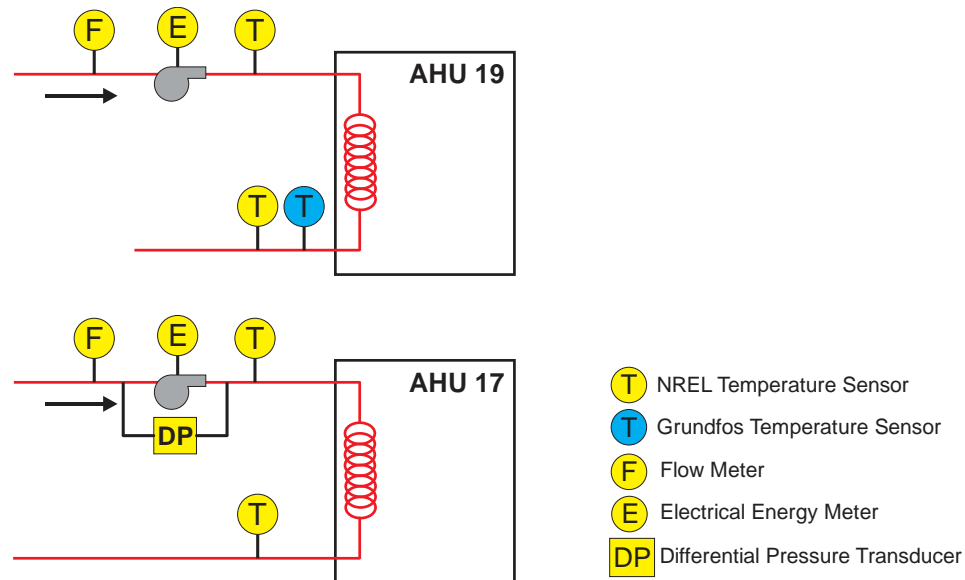 F E T
AHU 19
T T
F E T
AHU 17
DP
T
T NREL Temperature Sensor
T Grundfos Temperature Sensor
F Flow Meter
E Electrical Energy Meter
DP Differential Pressure Transducer